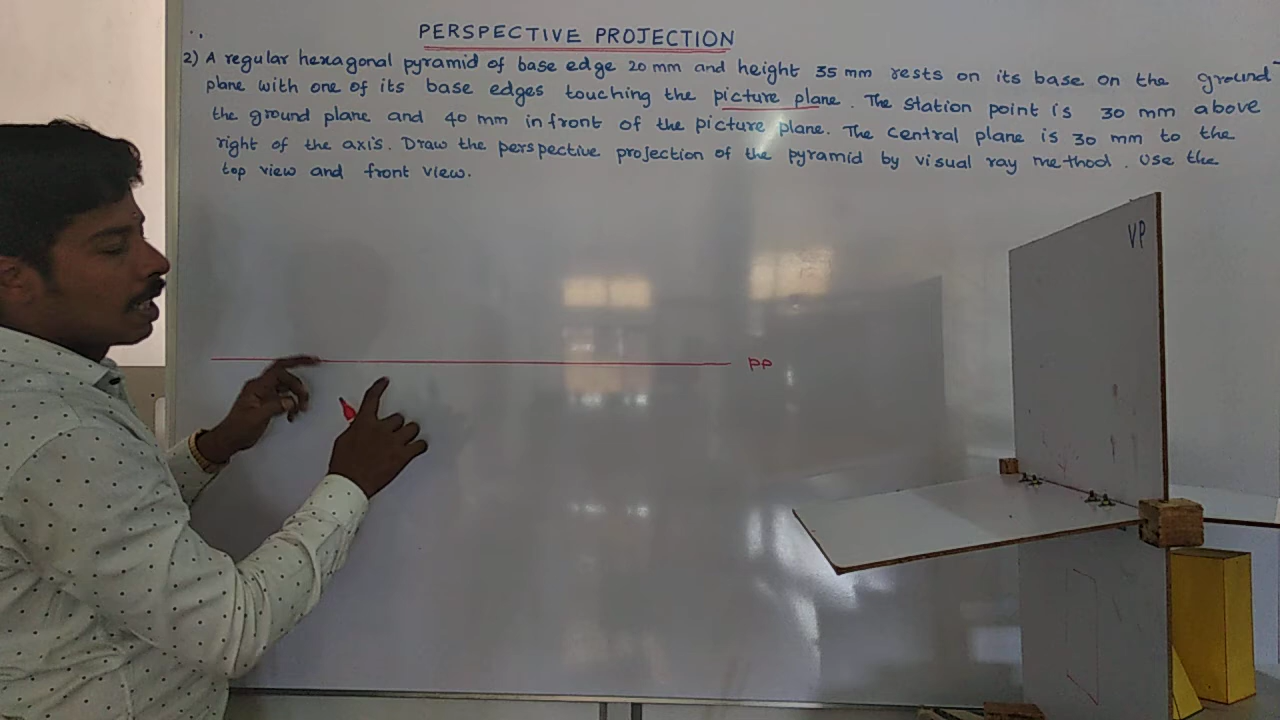 PERSPECTIVE PROJECTION
2) A regular hexagonal pyramid of base edge 20 mm and height 35 mm rests on its base on the ground
plane with one of its base edges touching the picture plane. The station point is 30 mm above
the ground plane and 40 mm in front of the picture plane. The central plane is 30 mm to the
right of the axis. Draw the perspective projection of the pyramid by visual ray method. Use the
top view and front view.
VP
PP